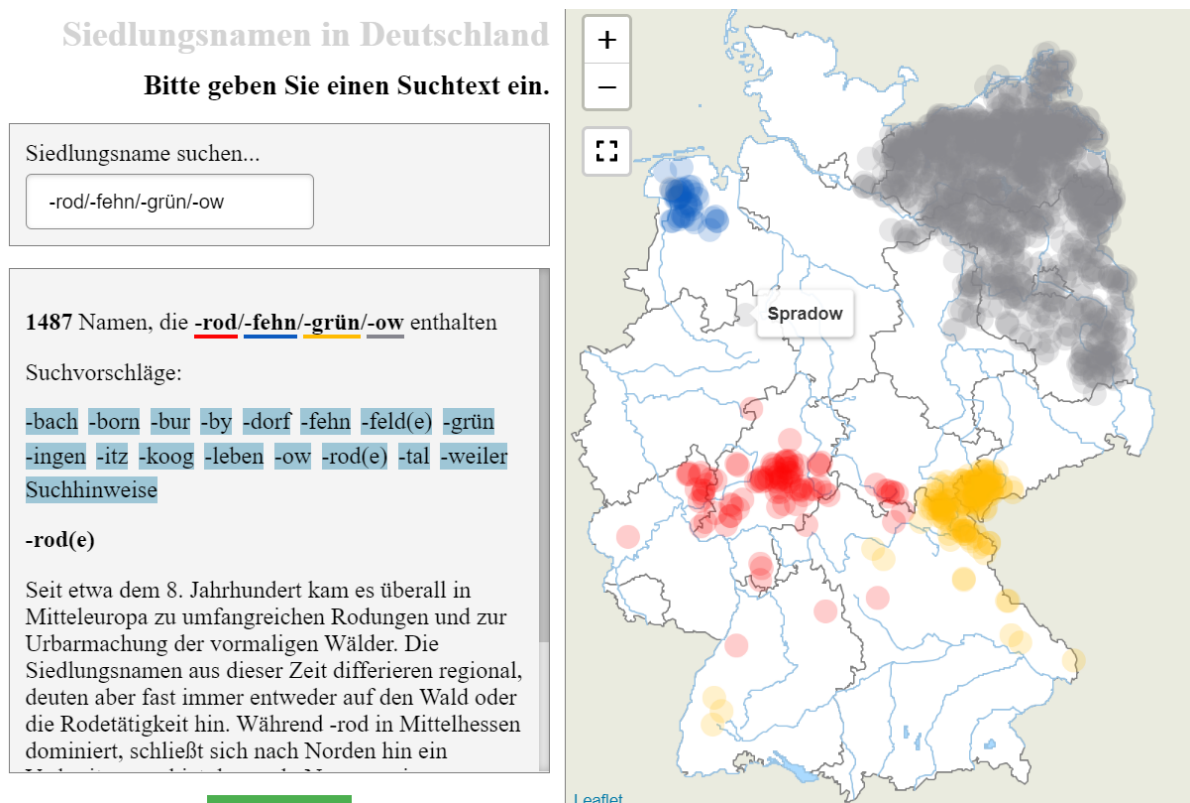 Siedlungsnamen in Deutschland
Bitte geben Sie einen Suchtext ein.
Siedlungsname suchen...
-rod/-fehn/-grün/-ow
1487 Namen, die -rod/-fehn/-grün/-ow enthalten
Suchvorschläge:
-bach -born -bur -by -dorf -fehn -feld(e) -grün
-ingen -itz -koog -leben -ow -rod(e) -tal -weiler
Suchhinweise
-rod(e)
Seit etwa dem 8. Jahrhundert kam es überall in
Mitteleuropa zu umfangreichen Rodungen und zur
Urbarmachung der vormaligen Wälder. Die
Siedlungsnamen aus dieser Zeit differieren regional,
deuten aber fast immer entweder auf den Wald oder
die Rodetätigkeit hin. Während -rod in Mittelhessen
dominiert, schließt sich nach Norden hin ein
+
−
Spradow
Leaflet